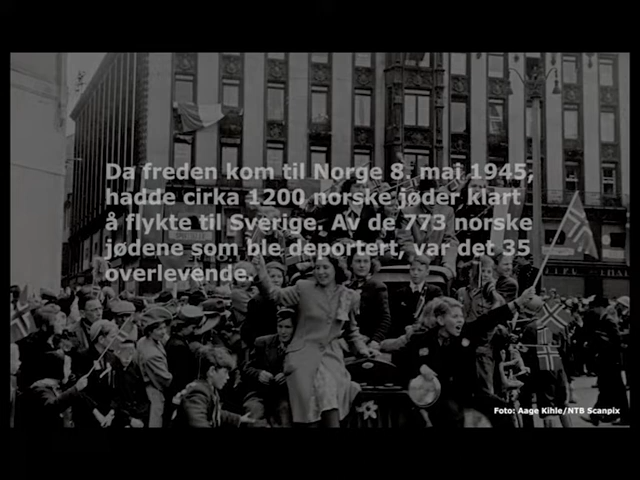 Da freden kom til Norge 8. mai 1945,
hadde cirka 1200 norske jøder klart
å flykte til Sverige. Av de 773 norske
jødene som ble deportert, var det 35
overlevende.
Foto: Aage Kihle/NTB Scanpix